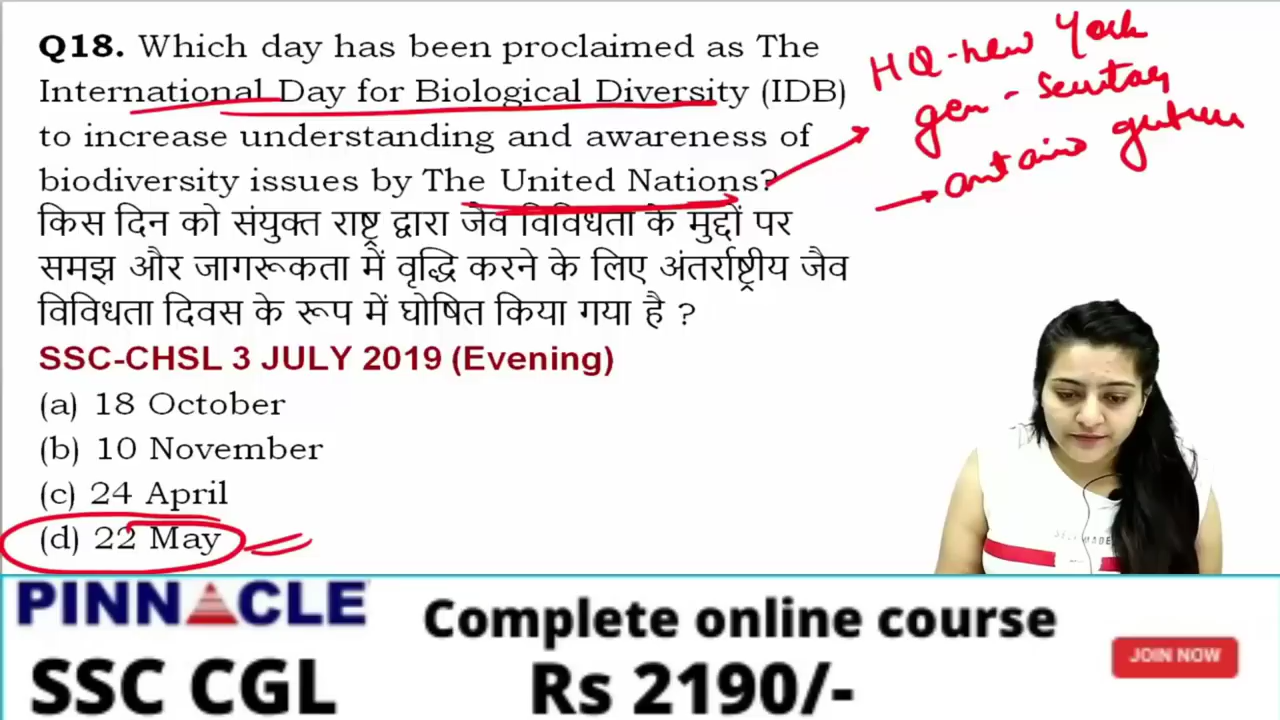 Q18. Which day has been proclaimed as The
International Day for Biological Diversity (IDB)
to increase understanding and awareness of
biodiversity issues by The United Nations?
किस दिन को संयुक्त राष्ट्र द्वारा जैव विविधता के मुद्दों पर
समझ और जागरूकता में वृद्धि करने के लिए अंतर्राष्ट्रीय जैव
विविधता दिवस के रूप में घोषित किया गया है ?
SSC-CHSL 3 JULY 2019 (Evening)
(a) 18 October
(b) 10 November
(c) 24 April
(d) 22 May
HQ-new York
gen -
PINNACLE
SSC CGL
Complete online course
Rs 2190/-
JOIN NOW